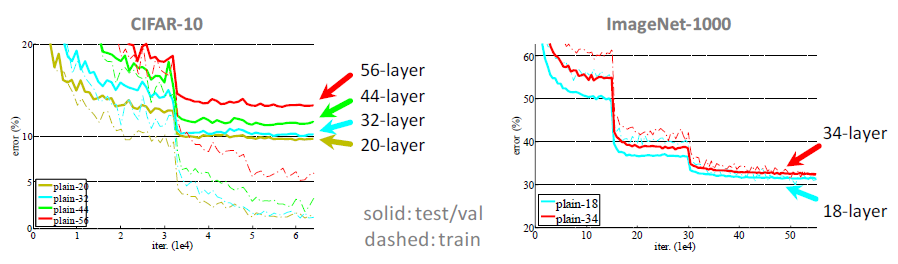 CIFAR-10
20
10
0
error (%)
plain-20
plain-32
plain-44
plain-56
0 1 2 3 4 5 6
iter. (1e4)
56-layer
44-layer
32-layer
20-layer
solid: test/val
dashed: train
ImageNet-1000
60
50
40
30
20
error (%)
plain-18
plain-34
0 10 20 30 40 50
iter. (1e4)
34-layer
18-layer